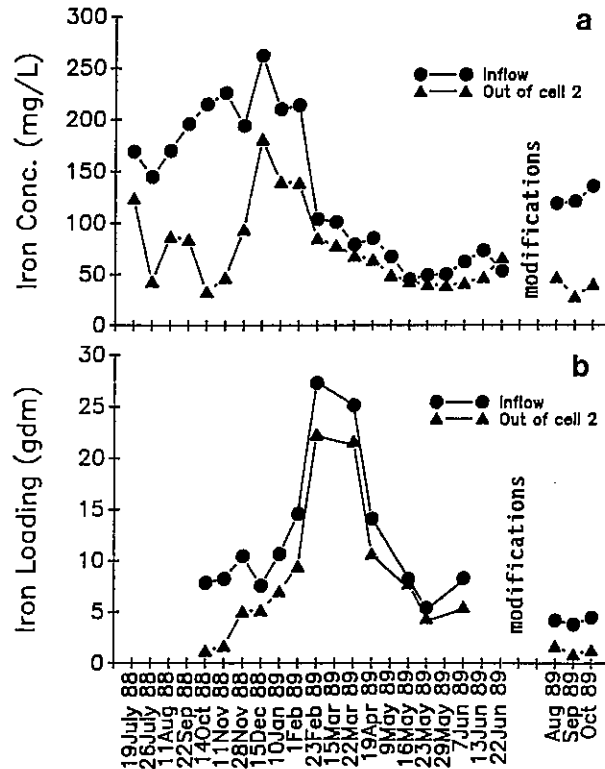 a
300
250
200
150
100
50
0
Iron Conc. (mg/L)
Inflow
Out of cell 2
modifications
b
30
25
20
15
10
5
0
Iron Loading (gdm)
Inflow
Out of cell 2
modifications
19July 88
26July 88
11Aug 88
22Sep 88
14Oct 88
11Nov 88
28Nov 88
15Dec 88
10Jan 89
1Feb 89
23Feb 89
15Mar 89
22Mar 89
19Apr 89
9May 89
16May 89
23May 89
29May 89
7Jun 89
13Jun 89
22Jun 89
Aug 89
Sep 89
Oct 89